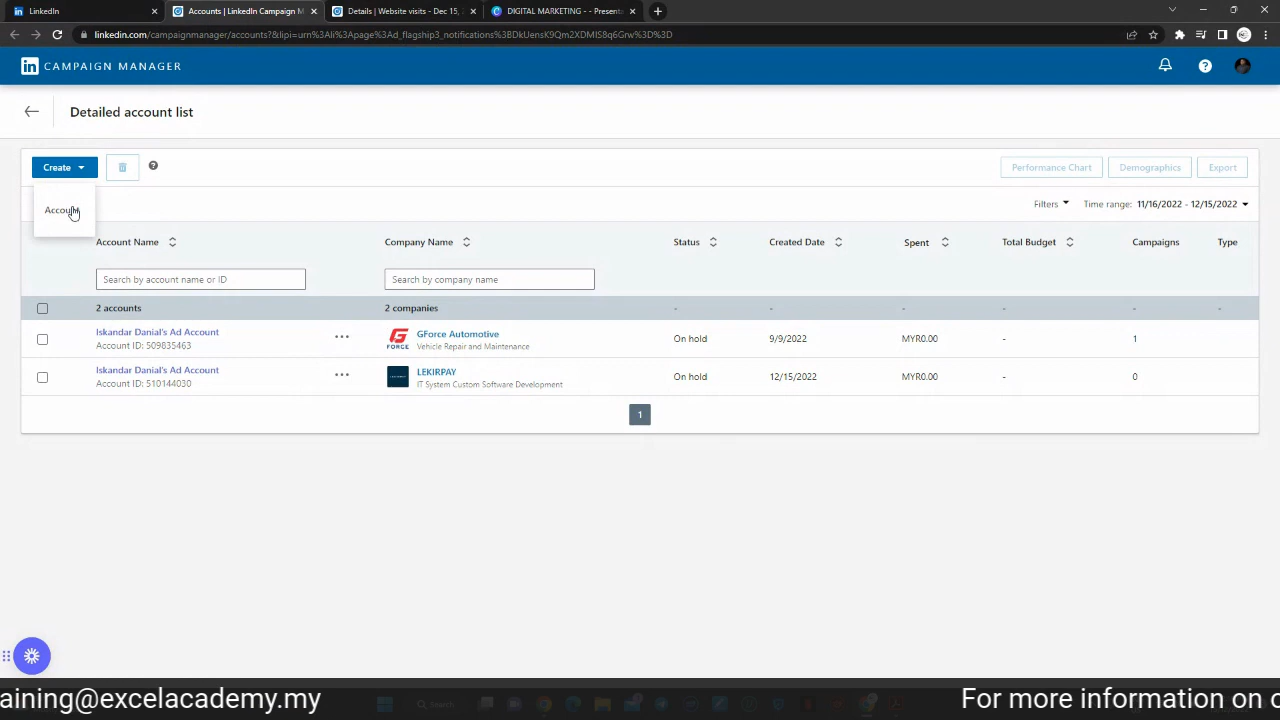 LinkedIn
Accounts | LinkedIn Campaign M
Details | Website visits - Dec 15,
DIGITAL MARKETING - - Present
linkedin.com/campaignmanager/accounts?&lipi=urn%3Ali%3Apage%3Ad_flagship3_notifications%3BDkUensK9Qm2XDMIS8q6Grw%3D%3D
in CAMPAIGN MANAGER
Detailed account list
Create
Performance Chart
Demographics
Export
Account
Filters
Time range: 11/16/2022 - 12/15/2022
Account Name
Company Name
Status
Created Date
Spent
Total Budget
Campaigns
Type
Search by account name or ID
Search by company name
2 accounts
2 companies
-
-
-
-
-
-
Iskandar Danial's Ad Account
Account ID: 509835463
GForce Automotive
Vehicle Repair and Maintenance
On hold
9/9/2022
MYR0.00
-
1
Iskandar Danial's Ad Account
Account ID: 510144030
LEKIRPAY
IT System Custom Software Development
On hold
12/15/2022
MYR0.00
-
0
1
aining@excelacademy.my
For more information on